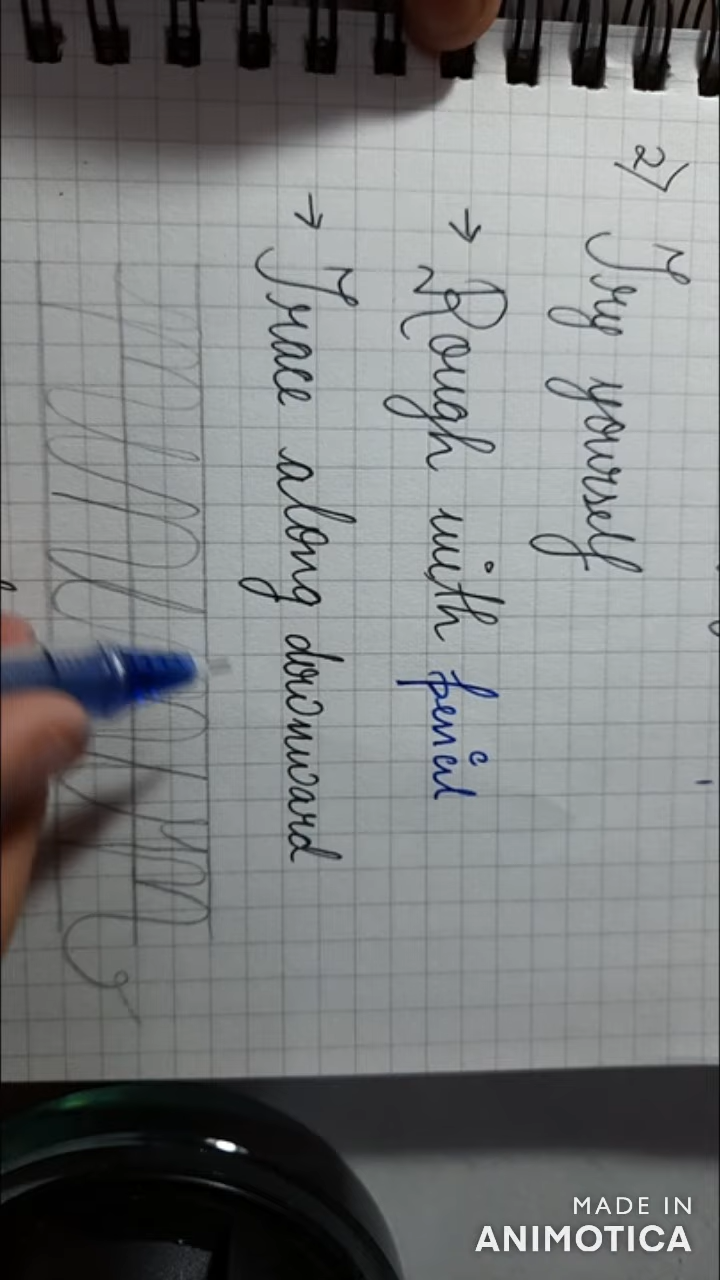 2) Try yourself
→ Rough with pencil
→ Trace along downward
MADE IN
ANIMOTICA